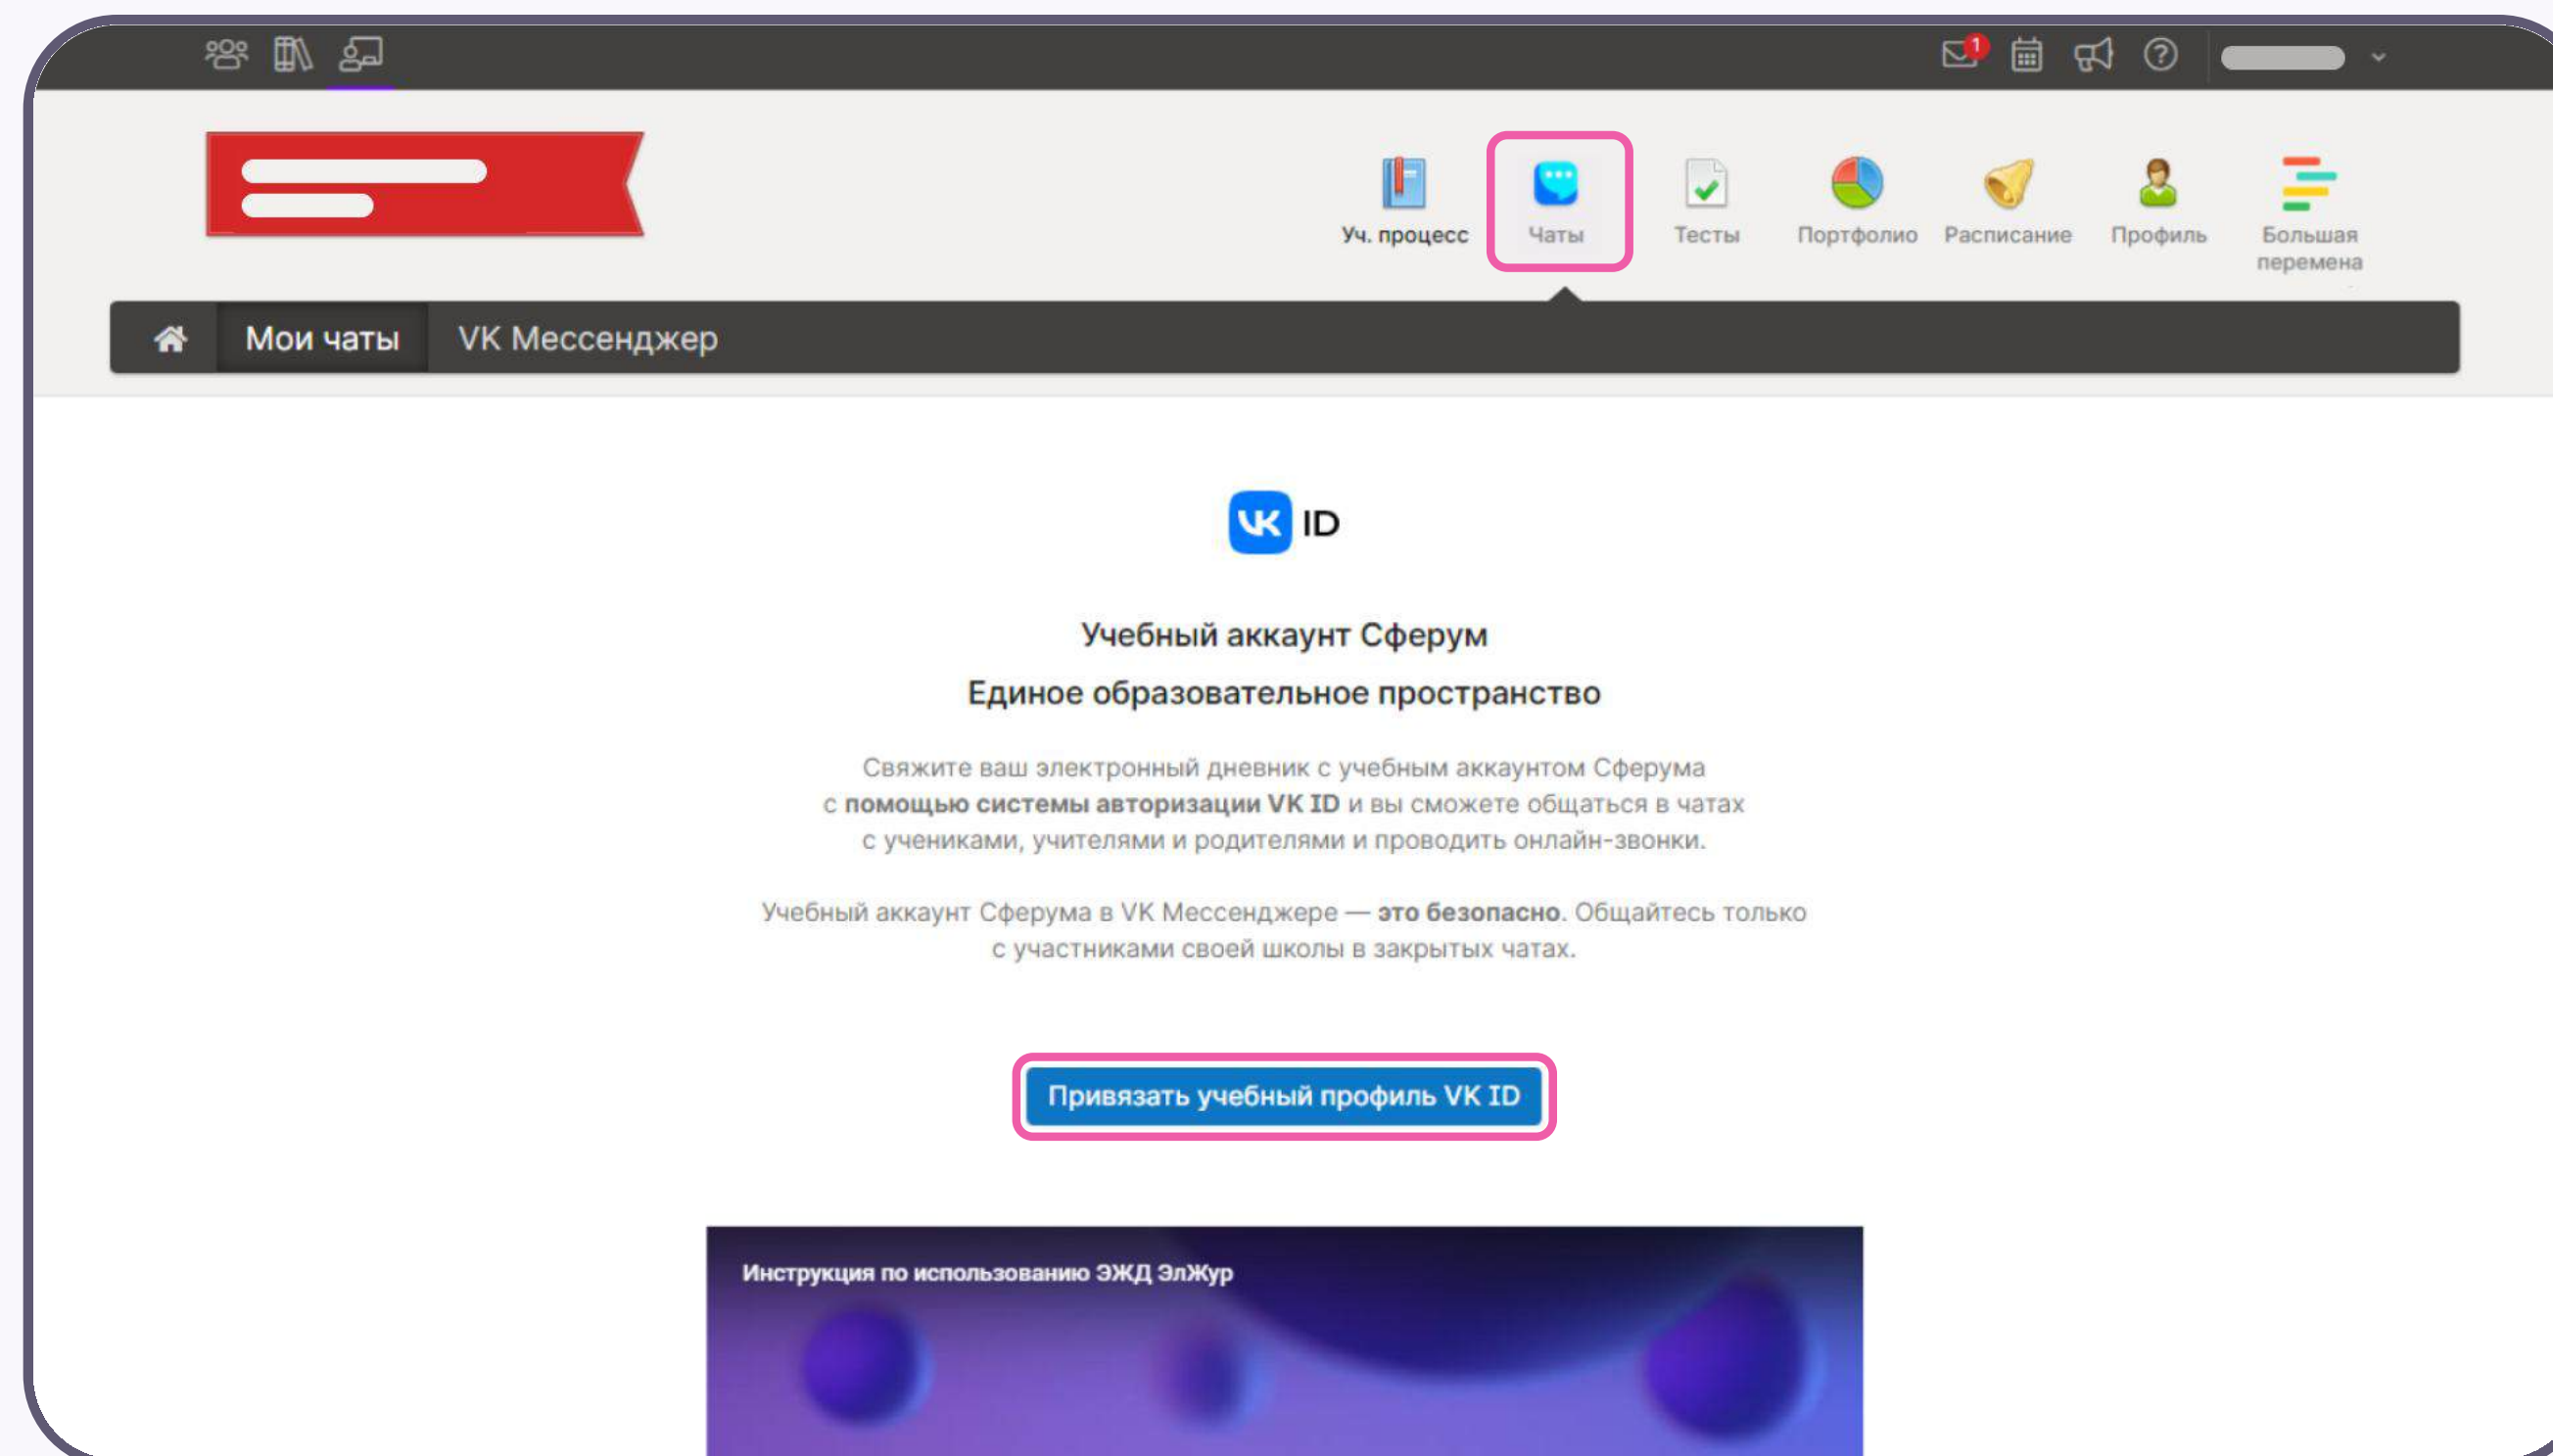 1
Уч. процесс
Чаты
Тесты
Портфолио
Расписание
Профиль
Большая
перемена
Мои чаты
VK Мессенджер
VK ID
Учебный аккаунт Сферум
Единое образовательное пространство
Свяжите ваш электронный дневник с учебным аккаунтом Сферума
с помощью системы авторизации VK ID и вы сможете общаться в чатах
с учениками, учителями и родителями и проводить онлайн-звонки.
Учебный аккаунт Сферума в VK Мессенджере — это безопасно. Общайтесь только
с участниками своей школы в закрытых чатах.
Привязать учебный профиль VK ID
Инструкция по использованию ЭЖД ЭлЖур